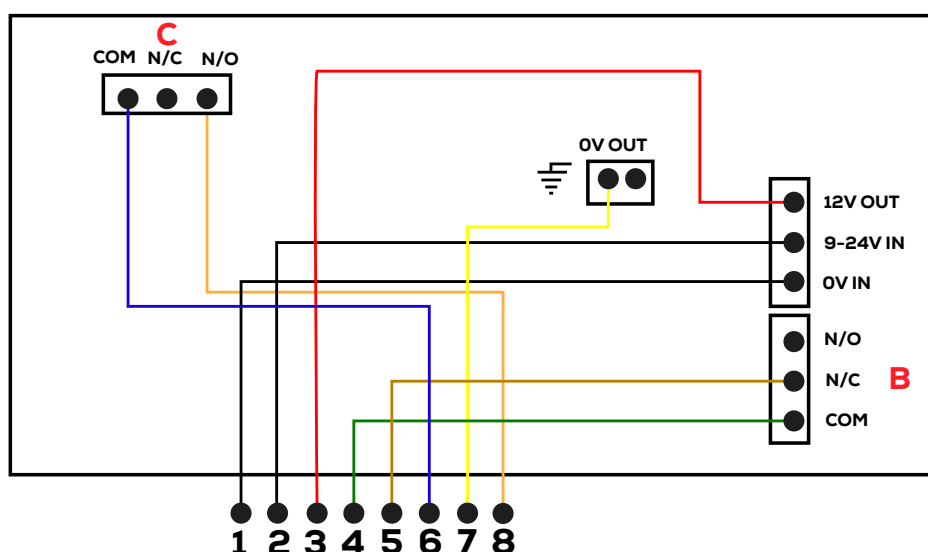 C
COM N/C N/O
0V OUT
12V OUT
9-24V IN
0V IN
N/O
N/C B
COM
1 2 3 4 5 6 7 8